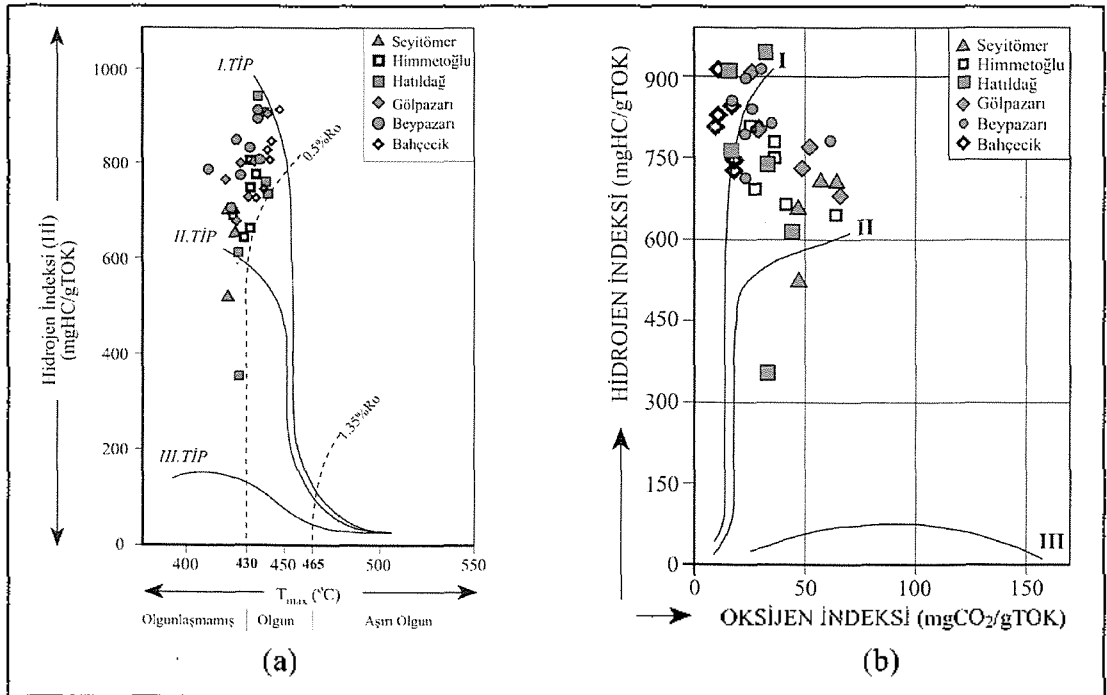 Hidrojen İndeksi (Hİ)
(mgHC/gTOK)
1000
800
600
400
200
0
I.TİP
II.TİP
III.TİP
0.5%Ro
1.35%Ro
Seyitömer
Himmetoğlu
Hatıldağ
Gölpazarı
Beypazarı
Bahçecik
400
430
450
465
500
550
Tmax (°C)
Olgunlaşmamış
Olgun
Aşırı Olgun
(a)
HİDROJEN İNDEKSİ (mgHC/gTOK)
900
750
600
450
300
150
0
I
II
III
Seyitömer
Himmetoğlu
Hatıldağ
Gölpazarı
Beypazarı
Bahçecik
0
50
100
150
OKSİJEN İNDEKSİ (mgCO₂/gTOK)
(b)